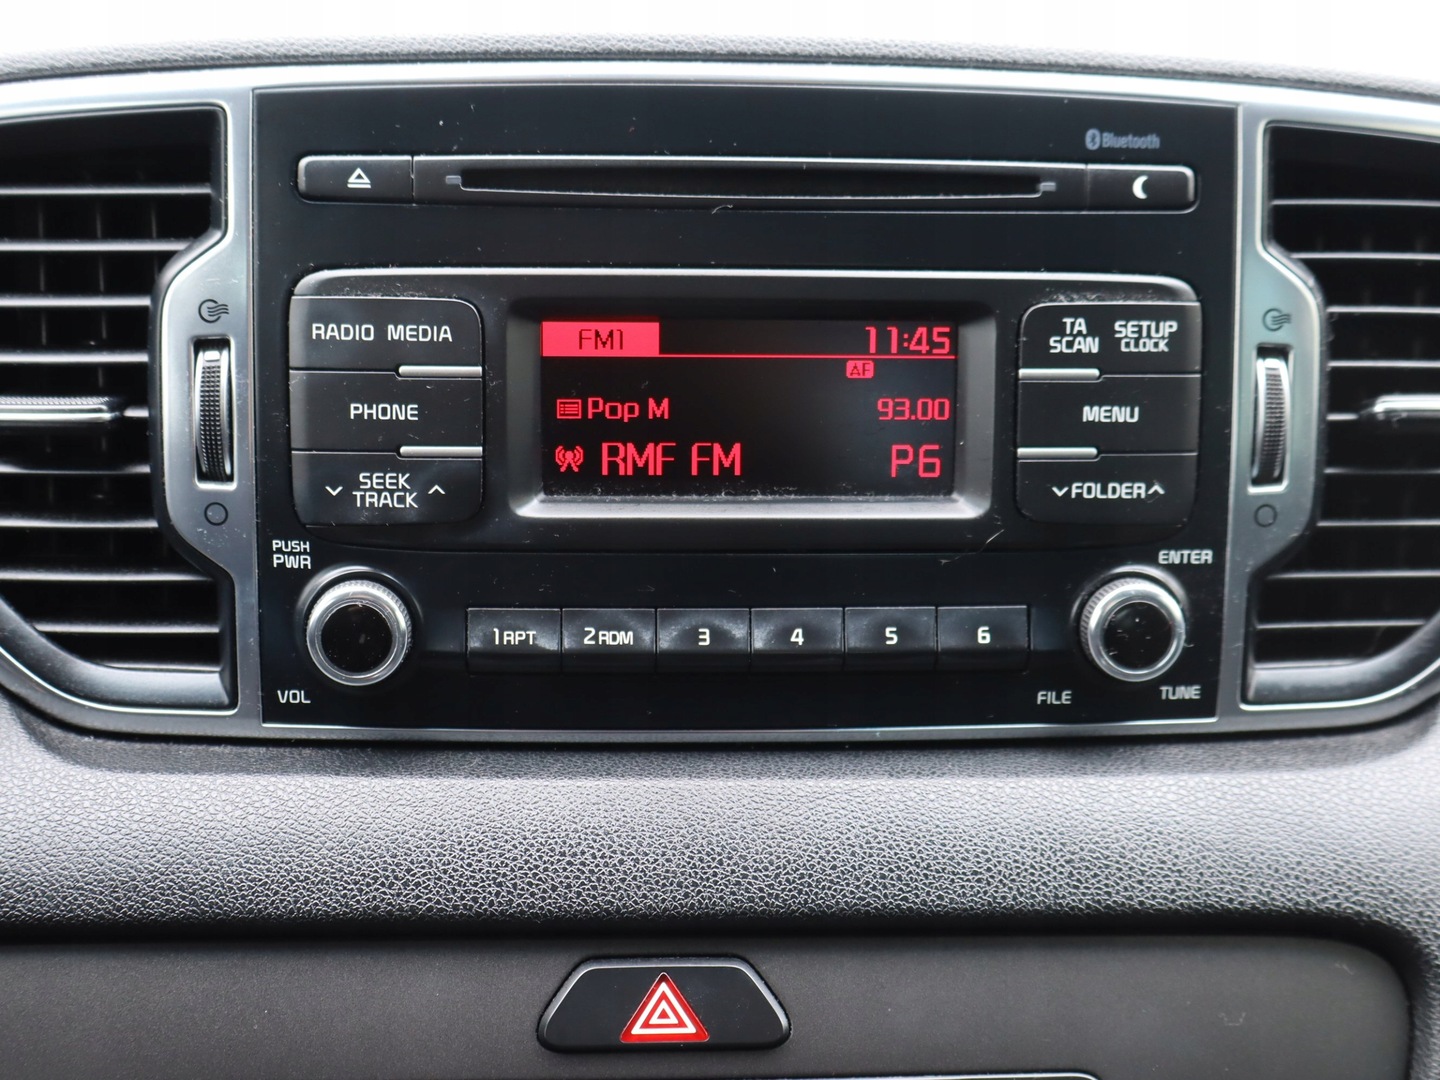 Bluetooth
RADIO MEDIA
PHONE
SEEK
TRACK
FM1 11:45
AF
Pop M 93.00
RMF FM P6
TA
SCAN
SETUP
CLOCK
MENU
FOLDER
PUSH
PWR
VOL
1 RPT 2 RDM 3 4 5 6
ENTER
FILE
TUNE